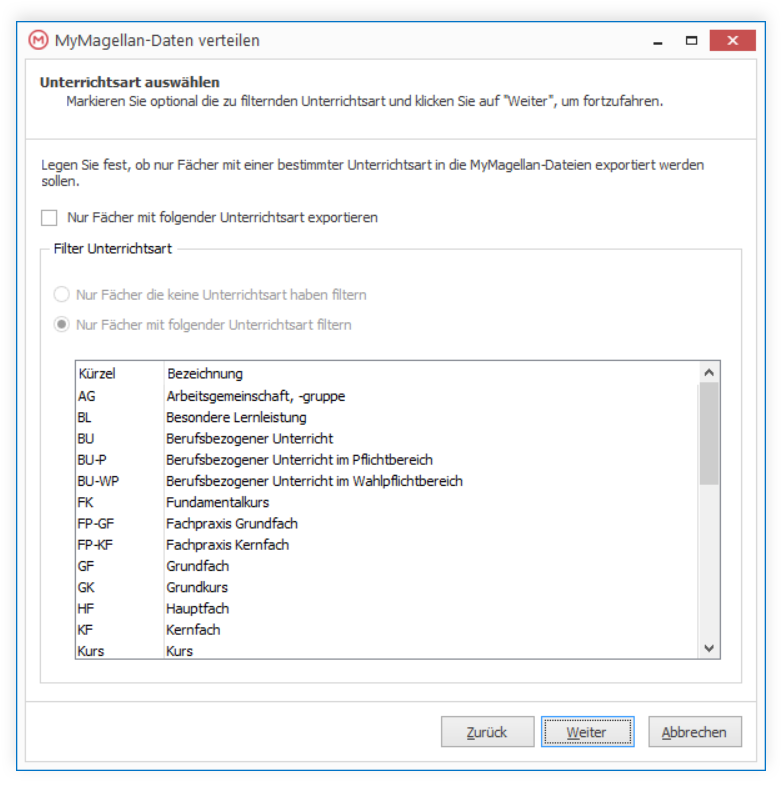 MyMagellan-Daten verteilen
Unterrichtsart auswählen
Markieren Sie optional die zu filternden Unterrichtsart und klicken Sie auf "Weiter", um fortzufahren.
Legen Sie fest, ob nur Fächer mit einer bestimmter Unterrichtsart in die MyMagellan-Dateien exportiert werden
sollen.
Nur Fächer mit folgender Unterrichtsart exportieren
Filter Unterrichtsart
Nur Fächer die keine Unterrichtsart haben filtern
Nur Fächer mit folgender Unterrichtsart filtern
Kürzel Bezeichnung
AG Arbeitsgemeinschaft, -gruppe
BL Besondere Lernleistung
BU Berufsbezogener Unterricht
BU-P Berufsbezogener Unterricht im Pflichtbereich
BU-WP Berufsbezogener Unterricht im Wahlpflichtbereich
FK Fundamentalkurs
FP-GF Fachpraxis Grundfach
FP-KF Fachpraxis Kernfach
GF Grundfach
GK Grundkurs
HF Hauptfach
KF Kernfach
Kurs Kurs
Zurück Weiter Abbrechen